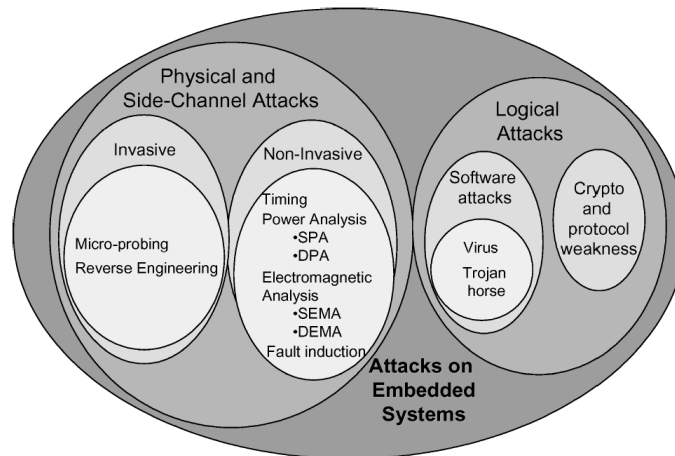 Physical and
Side-Channel Attacks
Invasive
Micro-probing
Reverse Engineering
Non-Invasive
Timing
Power Analysis
•SPA
•DPA
Electromagnetic
Analysis
•SEMA
•DEMA
Fault induction
Logical
Attacks
Software
attacks
Virus
Trojan
horse
Crypto
and
protocol
weakness
Attacks on
Embedded
Systems